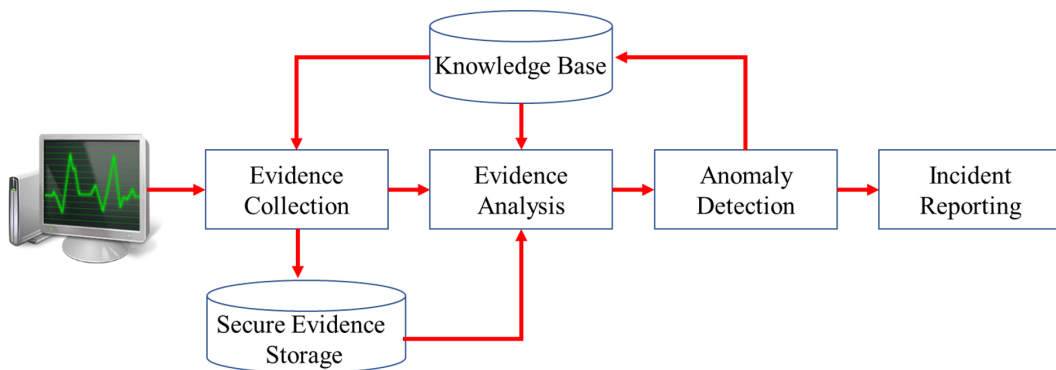 Knowledge Base
Evidence
Collection
Evidence
Analysis
Anomaly
Detection
Incident
Reporting
Secure Evidence
Storage